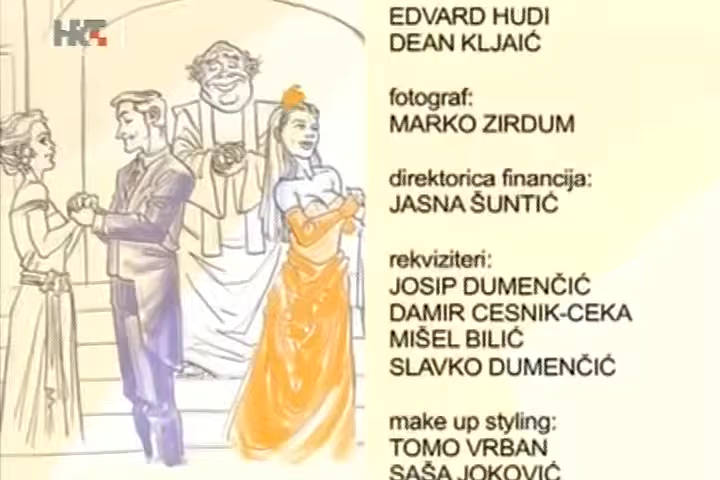 HRT
EDVARD HUDI
DEAN KLJAIĆ
fotograf:
MARKO ZIRDUM
direktorica financija:
JASNA ŠUNTIĆ
rekviziteri:
JOSIP DUMENČIĆ
DAMIR CESNIK-CEKA
MIŠEL BILIĆ
SLAVKO DUMENČIĆ
make up styling:
TOMO VRBAN
SAŠA JOKOVIĆ